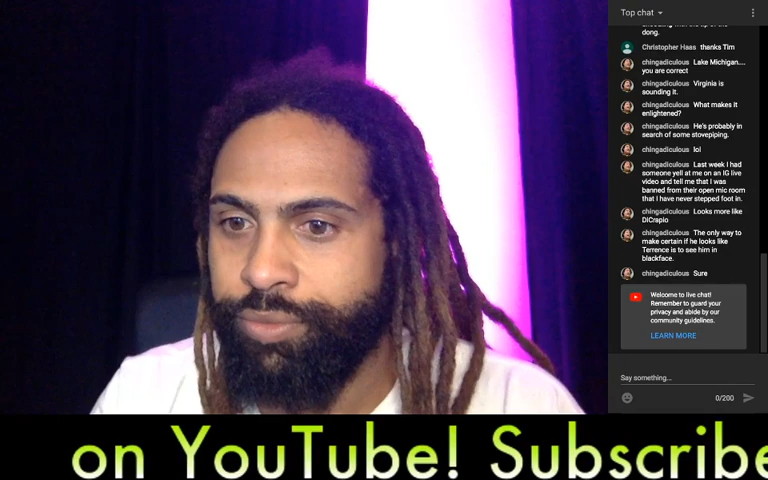 Top chat
dong.
Christopher Haas thanks Tim
chingadiculous Lake Michigan....
you are correct
chingadiculous Virginia is
sounding it.
chingadiculous What makes it
enlightened?
chingadiculous He's probably in
search of some stovepiping.
chingadiculous lol
chingadiculous Last week I had
someone yell at me on an IG live
video and tell me that I was
banned from their open mic room
that I have never stepped foot in.
chingadiculous Looks more like
DiCrapio
chingadiculous The only way to
make certain if he looks like
Terrence is to see him in
blackface.
chingadiculous Sure
Welcome to live chat!
Remember to guard your
privacy and abide by our
community guidelines.
LEARN MORE
Say something...
0/200
on YouTube! Subscribe